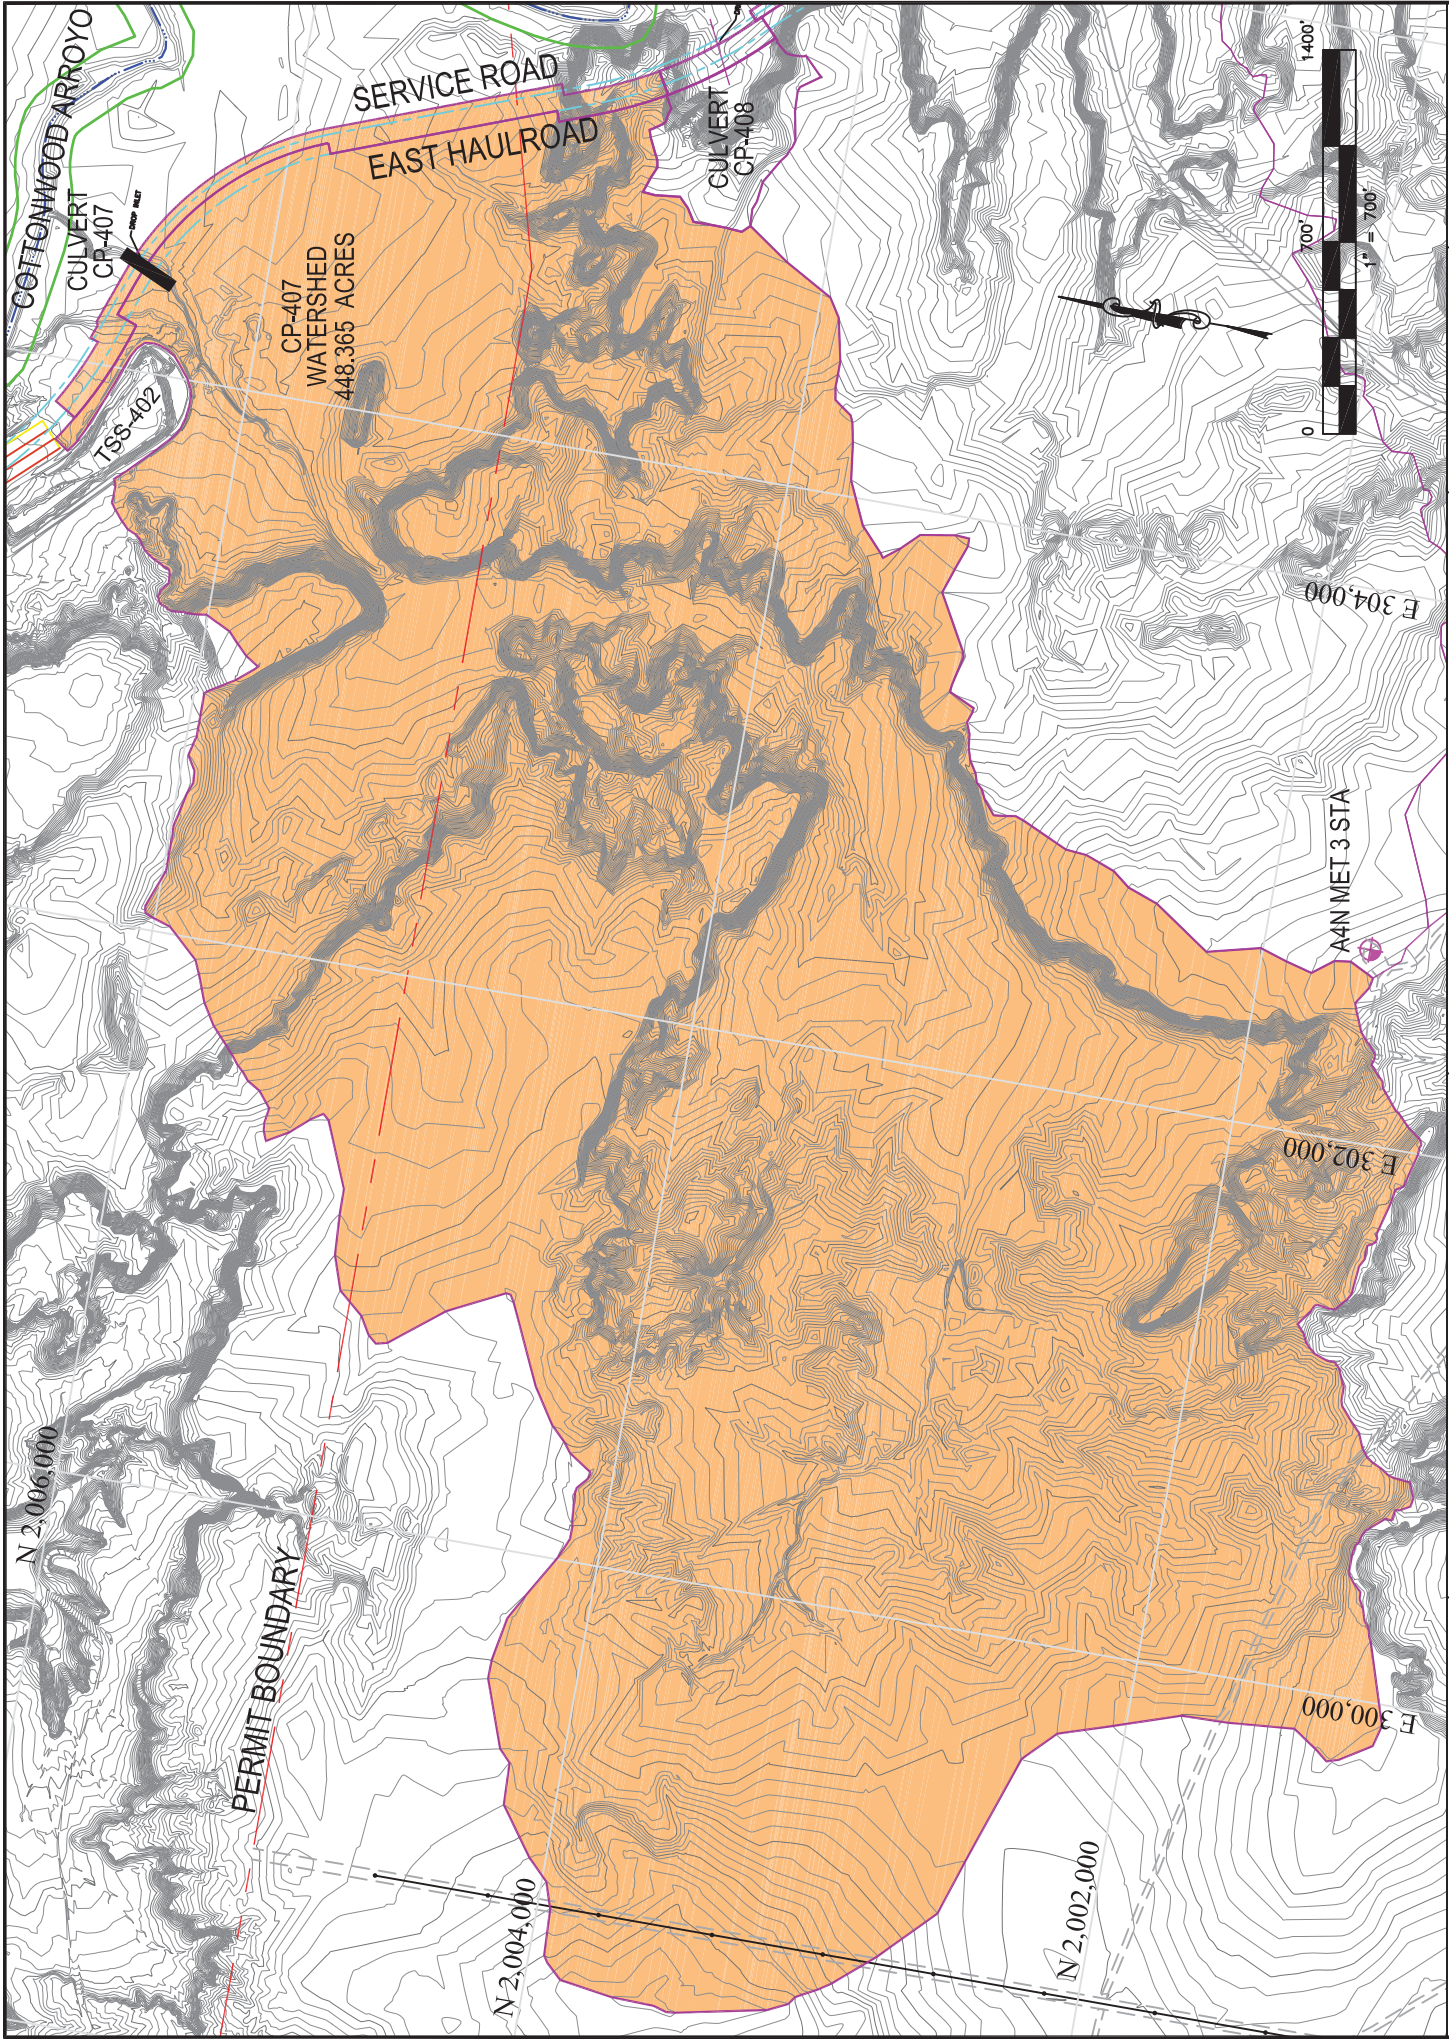 COTTONWOOD ARROYO
CULVERT
CP-407
DROP INLET
SERVICE ROAD
EAST HAULROAD
CULVERT
CP-408
TSS-402
CP-407
WATERSHED
448.365 ACRES
0
700'
1400'
1" = 700'
E 304,000
A4N MET 3 STA
E 302,000
E 300,000
N 2,006,000
PERMIT BOUNDARY
N 2,004,000
N 2,002,000